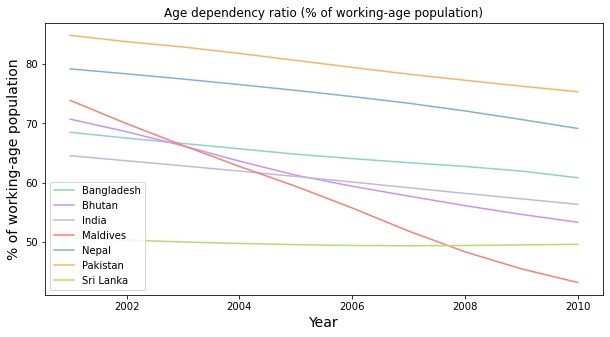 Age dependency ratio (% of working-age population)
% of working-age population
80
70
60
50
Bangladesh
Bhutan
India
Maldives
Nepal
Pakistan
Sri Lanka
2002
2004
2006
2008
2010
Year